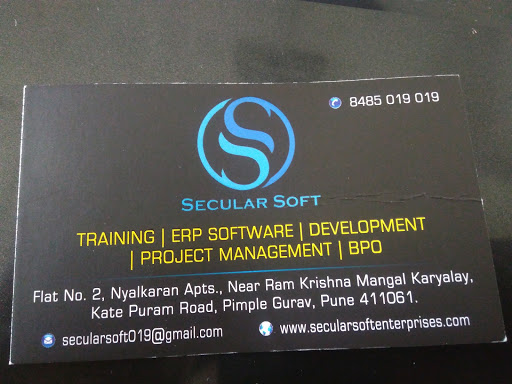 8485 019 019
SECULAR SOFT
TRAINING | ERP SOFTWARE | DEVELOPMENT
| PROJECT MANAGEMENT | BPO
Flat No. 2, Nyalkaran Apts., Near Ram Krishna Mangal Karyalay,
Kate Puram Road, Pimple Gurav, Pune 411061.
secularsoft019@gmail.com www.secularsoftenterprises.com